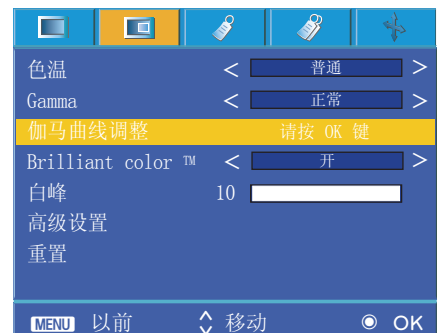 色温 < 普通 >
Gamma < 正常 >
伽马曲线调整 请按 OK 键
Brilliant color ™ < 开 >
白峰 10
高级设置
重置
MENU 以前 移动 OK